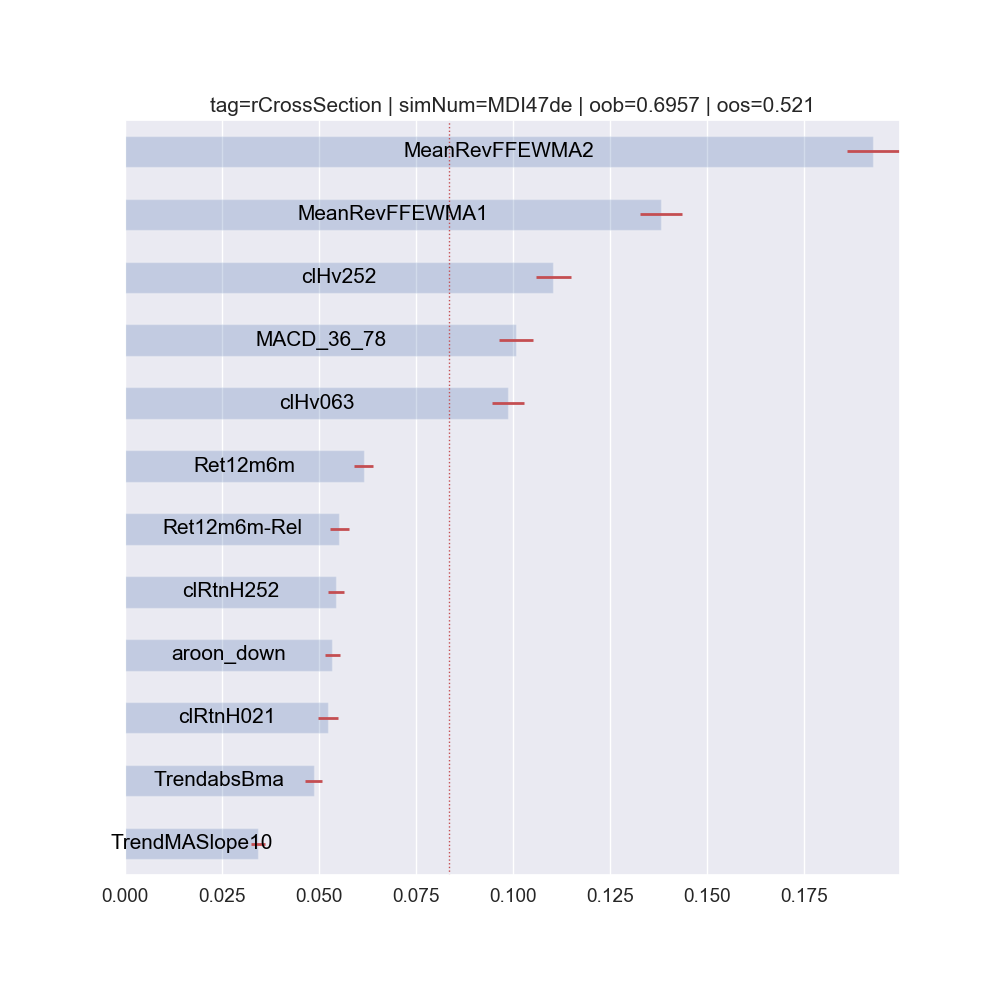 tag=rCrossSection | simNum=MDI47de | oob=0.6957 | oos=0.521
MeanRevFFEWMA2
MeanRevFFEWMA1
clHv252
MACD_36_78
clHv063
Ret12m6m
Ret12m6m-Rel
clRtnH252
aroon_down
clRtnH021
TrendabsBma
TrendMASlope10
0.000 0.025 0.050 0.075 0.100 0.125 0.150 0.175